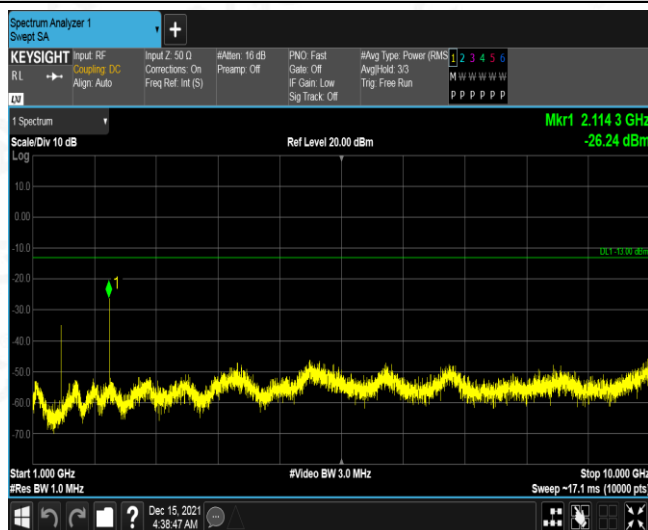 Spectrum Analyzer 1
Swept SA
+
KEYSIGHT
RL
LXI
Input: RF
Coupling: DC
Align: Auto
Input Z: 50 Ω
Corrections: On
Freq Ref: Int (S)
#Atten: 16 dB
Preamp: Off
PNO: Fast
Gate: Off
IF Gain: Low
Sig Track: Off
#Avg Type: Power (RMS
Avg|Hold: 3/3
Trig: Free Run
1 2 3 4 5 6
M W W W W W
P P P P P P
1 Spectrum
Scale/Div 10 dB
Log
Ref Level 20.00 dBm
Mkr1 2.114 3 GHz
-26.24 dBm
10.0
0.00
-10.0
DL1 -13.00 dBm
-20.0
1
-30.0
-40.0
-50.0
-60.0
-70.0
Start 1.000 GHz
#Res BW 1.0 MHz
#Video BW 3.0 MHz
Stop 10.000 GHz
Sweep ~17.1 ms (10000 pts)
?
Dec 15, 2021
4:38:47 AM